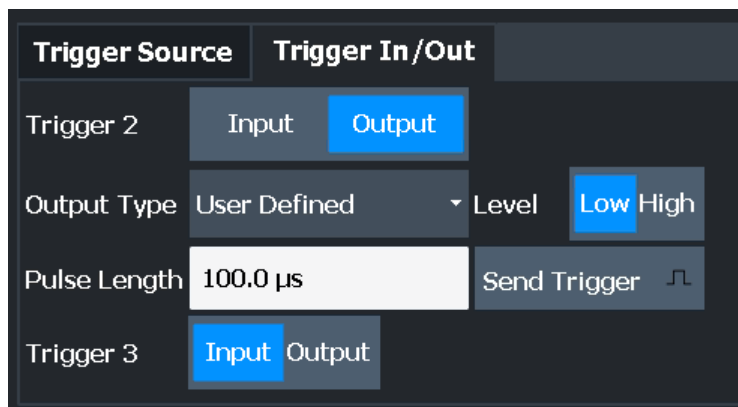 Trigger Source Trigger In/Out
Trigger 2 Input Output
Output Type User Defined Level Low High
Pulse Length 100.0 µs Send Trigger
Trigger 3 Input Output